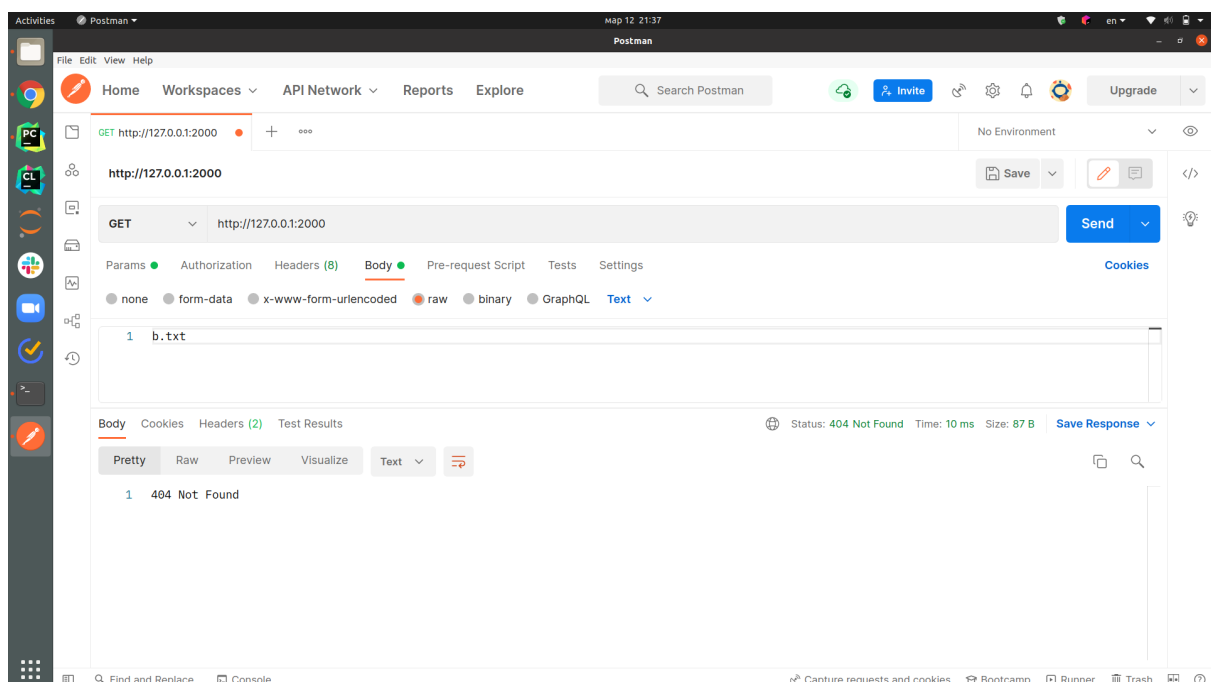 Activities Postman мар 12 21:37 en
Postman
File Edit View Help
Home Workspaces API Network Reports Explore Search Postman Invite Upgrade
PC GET http://127.0.0.1:2000 No Environment
CL http://127.0.0.1:2000 Save </>
GET http://127.0.0.1:2000 Send
Params Authorization Headers (8) Body Pre-request Script Tests Settings Cookies
none form-data x-www-form-urlencoded raw binary GraphQL Text
1 b.txt
Body Cookies Headers (2) Test Results Status: 404 Not Found Time: 10 ms Size: 87 B Save Response
Pretty Raw Preview Visualize Text
1 404 Not Found
Find and Replace Console Capture requests and cookies Bootcamp Runner Trash